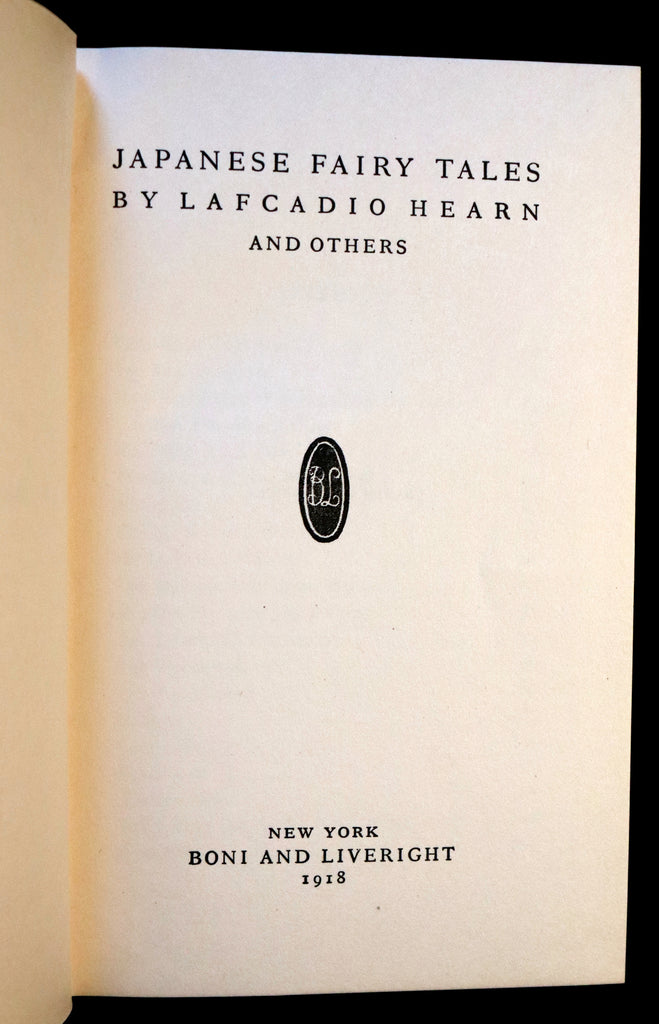 JAPANESE FAIRY TALES
BY LAFCADIO HEARN
AND OTHERS
BL
NEW YORK
BONI AND LIVERIGHT
1918